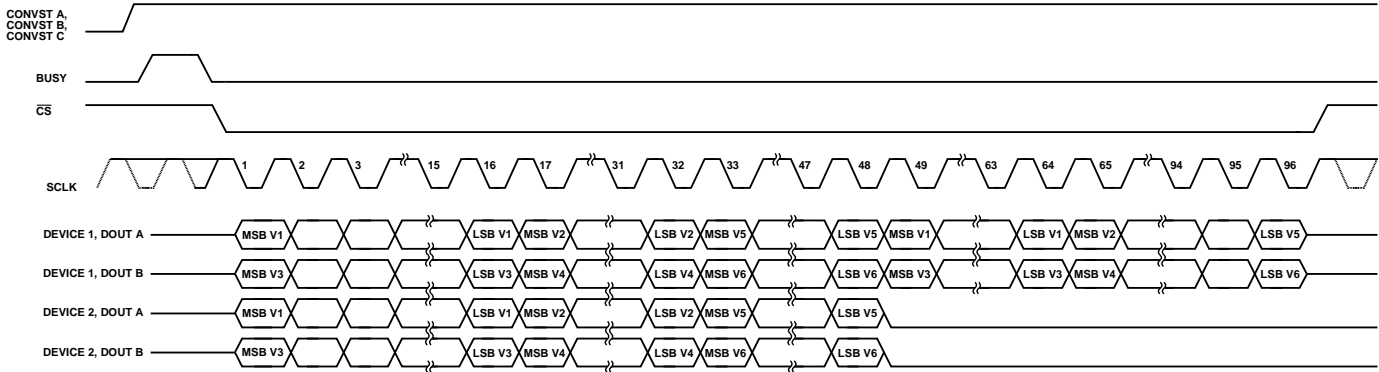 CONVST A,
CONVST B,
CONVST C
BUSY
CS
SCLK 1 2 3 15 16 17 31 32 33 47 48 49 63 64 65 94 95 96
DEVICE 1, DOUT A MSB V1 LSB V1 MSB V2 LSB V2 MSB V5 LSB V5 MSB V1 LSB V1 MSB V2 LSB V5
DEVICE 1, DOUT B MSB V3 LSB V3 MSB V4 LSB V4 MSB V6 LSB V6 MSB V3 LSB V3 MSB V4 LSB V6
DEVICE 2, DOUT A MSB V1 LSB V1 MSB V2 LSB V2 MSB V5 LSB V5
DEVICE 2, DOUT B MSB V3 LSB V3 MSB V4 LSB V4 MSB V6 LSB V6